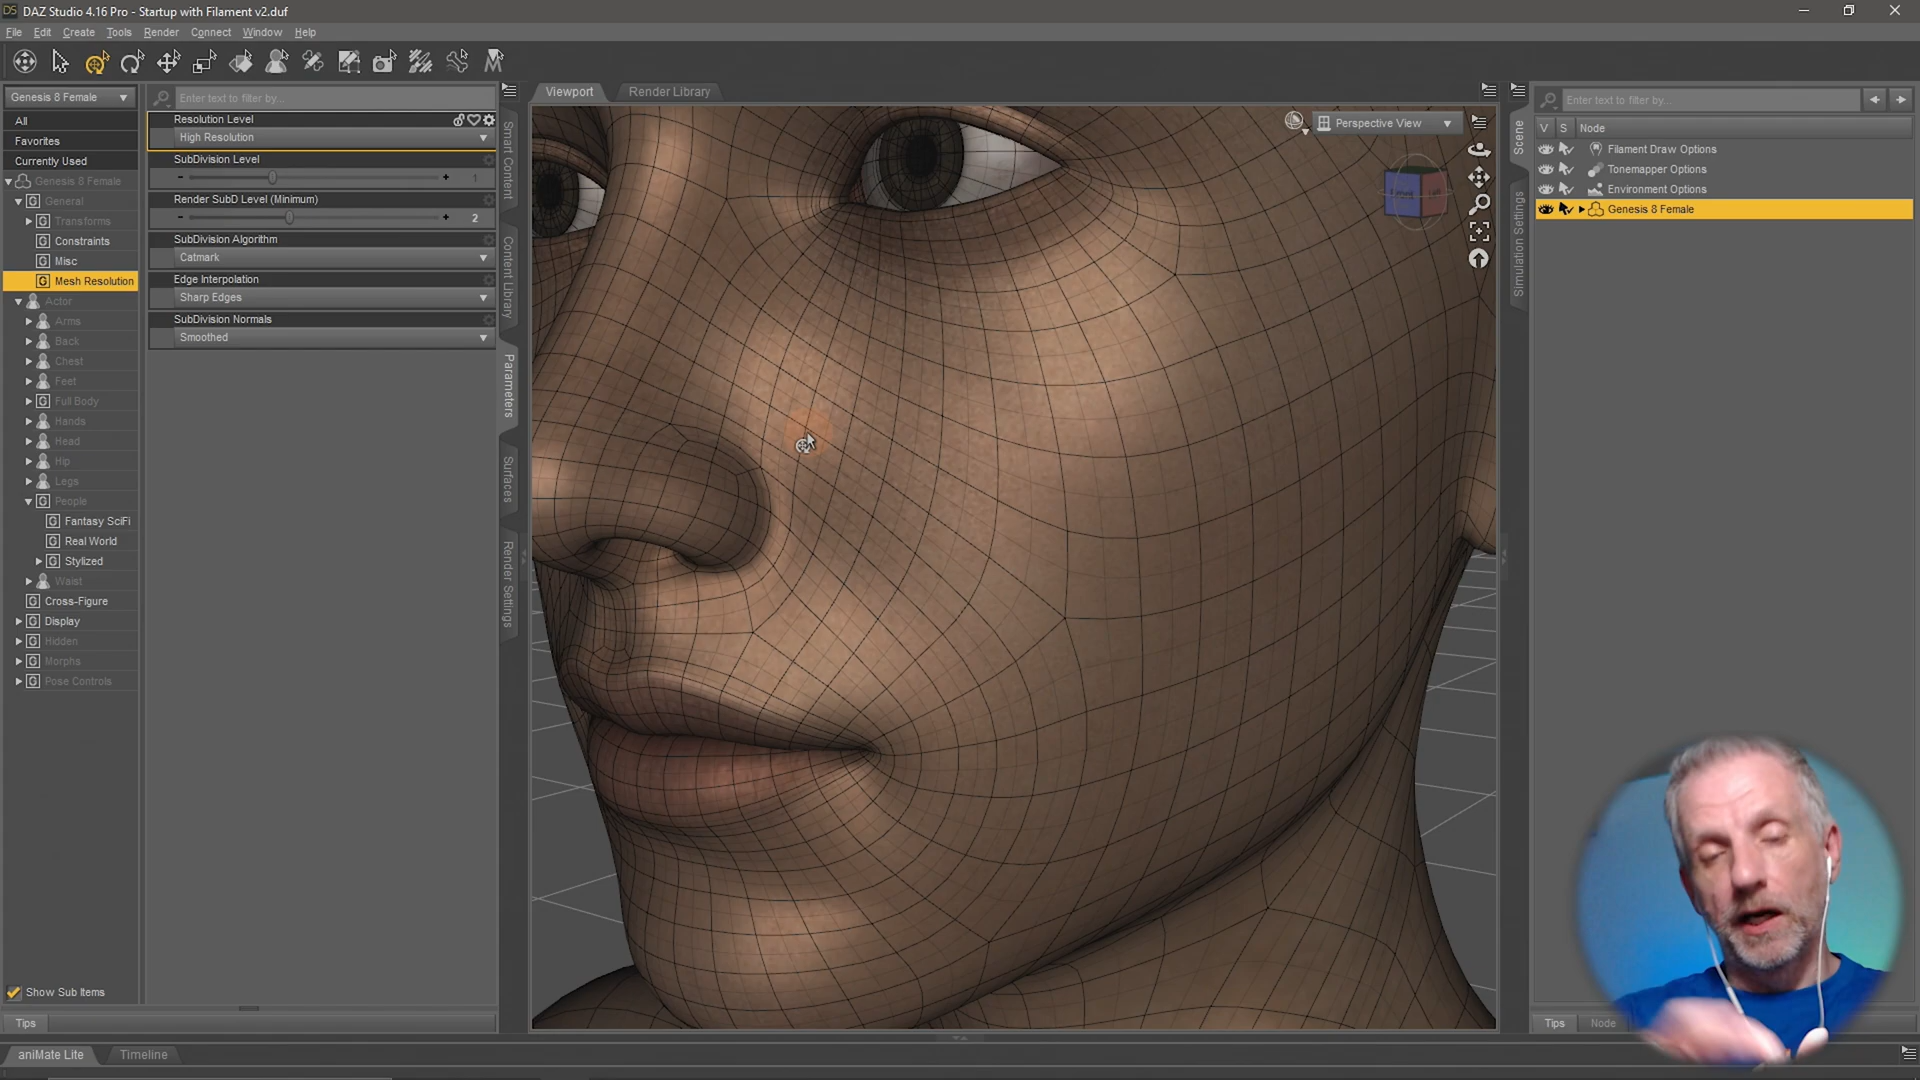 DAZ Studio 4.16 Pro - Startup with Filament v2.duf
File Edit Create Tools Render Connect Window Help
Genesis 8 Female
All
Favorites
Currently Used
Genesis 8 Female
General
Transforms
Constraints
Misc
Mesh Resolution
Actor
Arms
Back
Chest
Feet
Full Body
Hands
Head
Hip
Legs
People
Fantasy SciFi
Real World
Stylized
Waist
Cross-Figure
Display
Hidden
Morphs
Pose Controls
Show Sub Items
Tips
Enter text to filter by...
Resolution Level
High Resolution
SubDivision Level
- + 1
Render SubD Level (Minimum)
- + 2
SubDivision Algorithm
Catmark
Edge Interpolation
Sharp Edges
SubDivision Normals
Smoothed
Smart Content
Content Library
Parameters
Surfaces
Render Settings
Viewport Render Library
Perspective View
Scene
Simulation Settings
Enter text to filter by...
V S Node
Filament Draw Options
Tonemapper Options
Environment Options
Genesis 8 Female
Tips Node
aniMate Lite Timeline